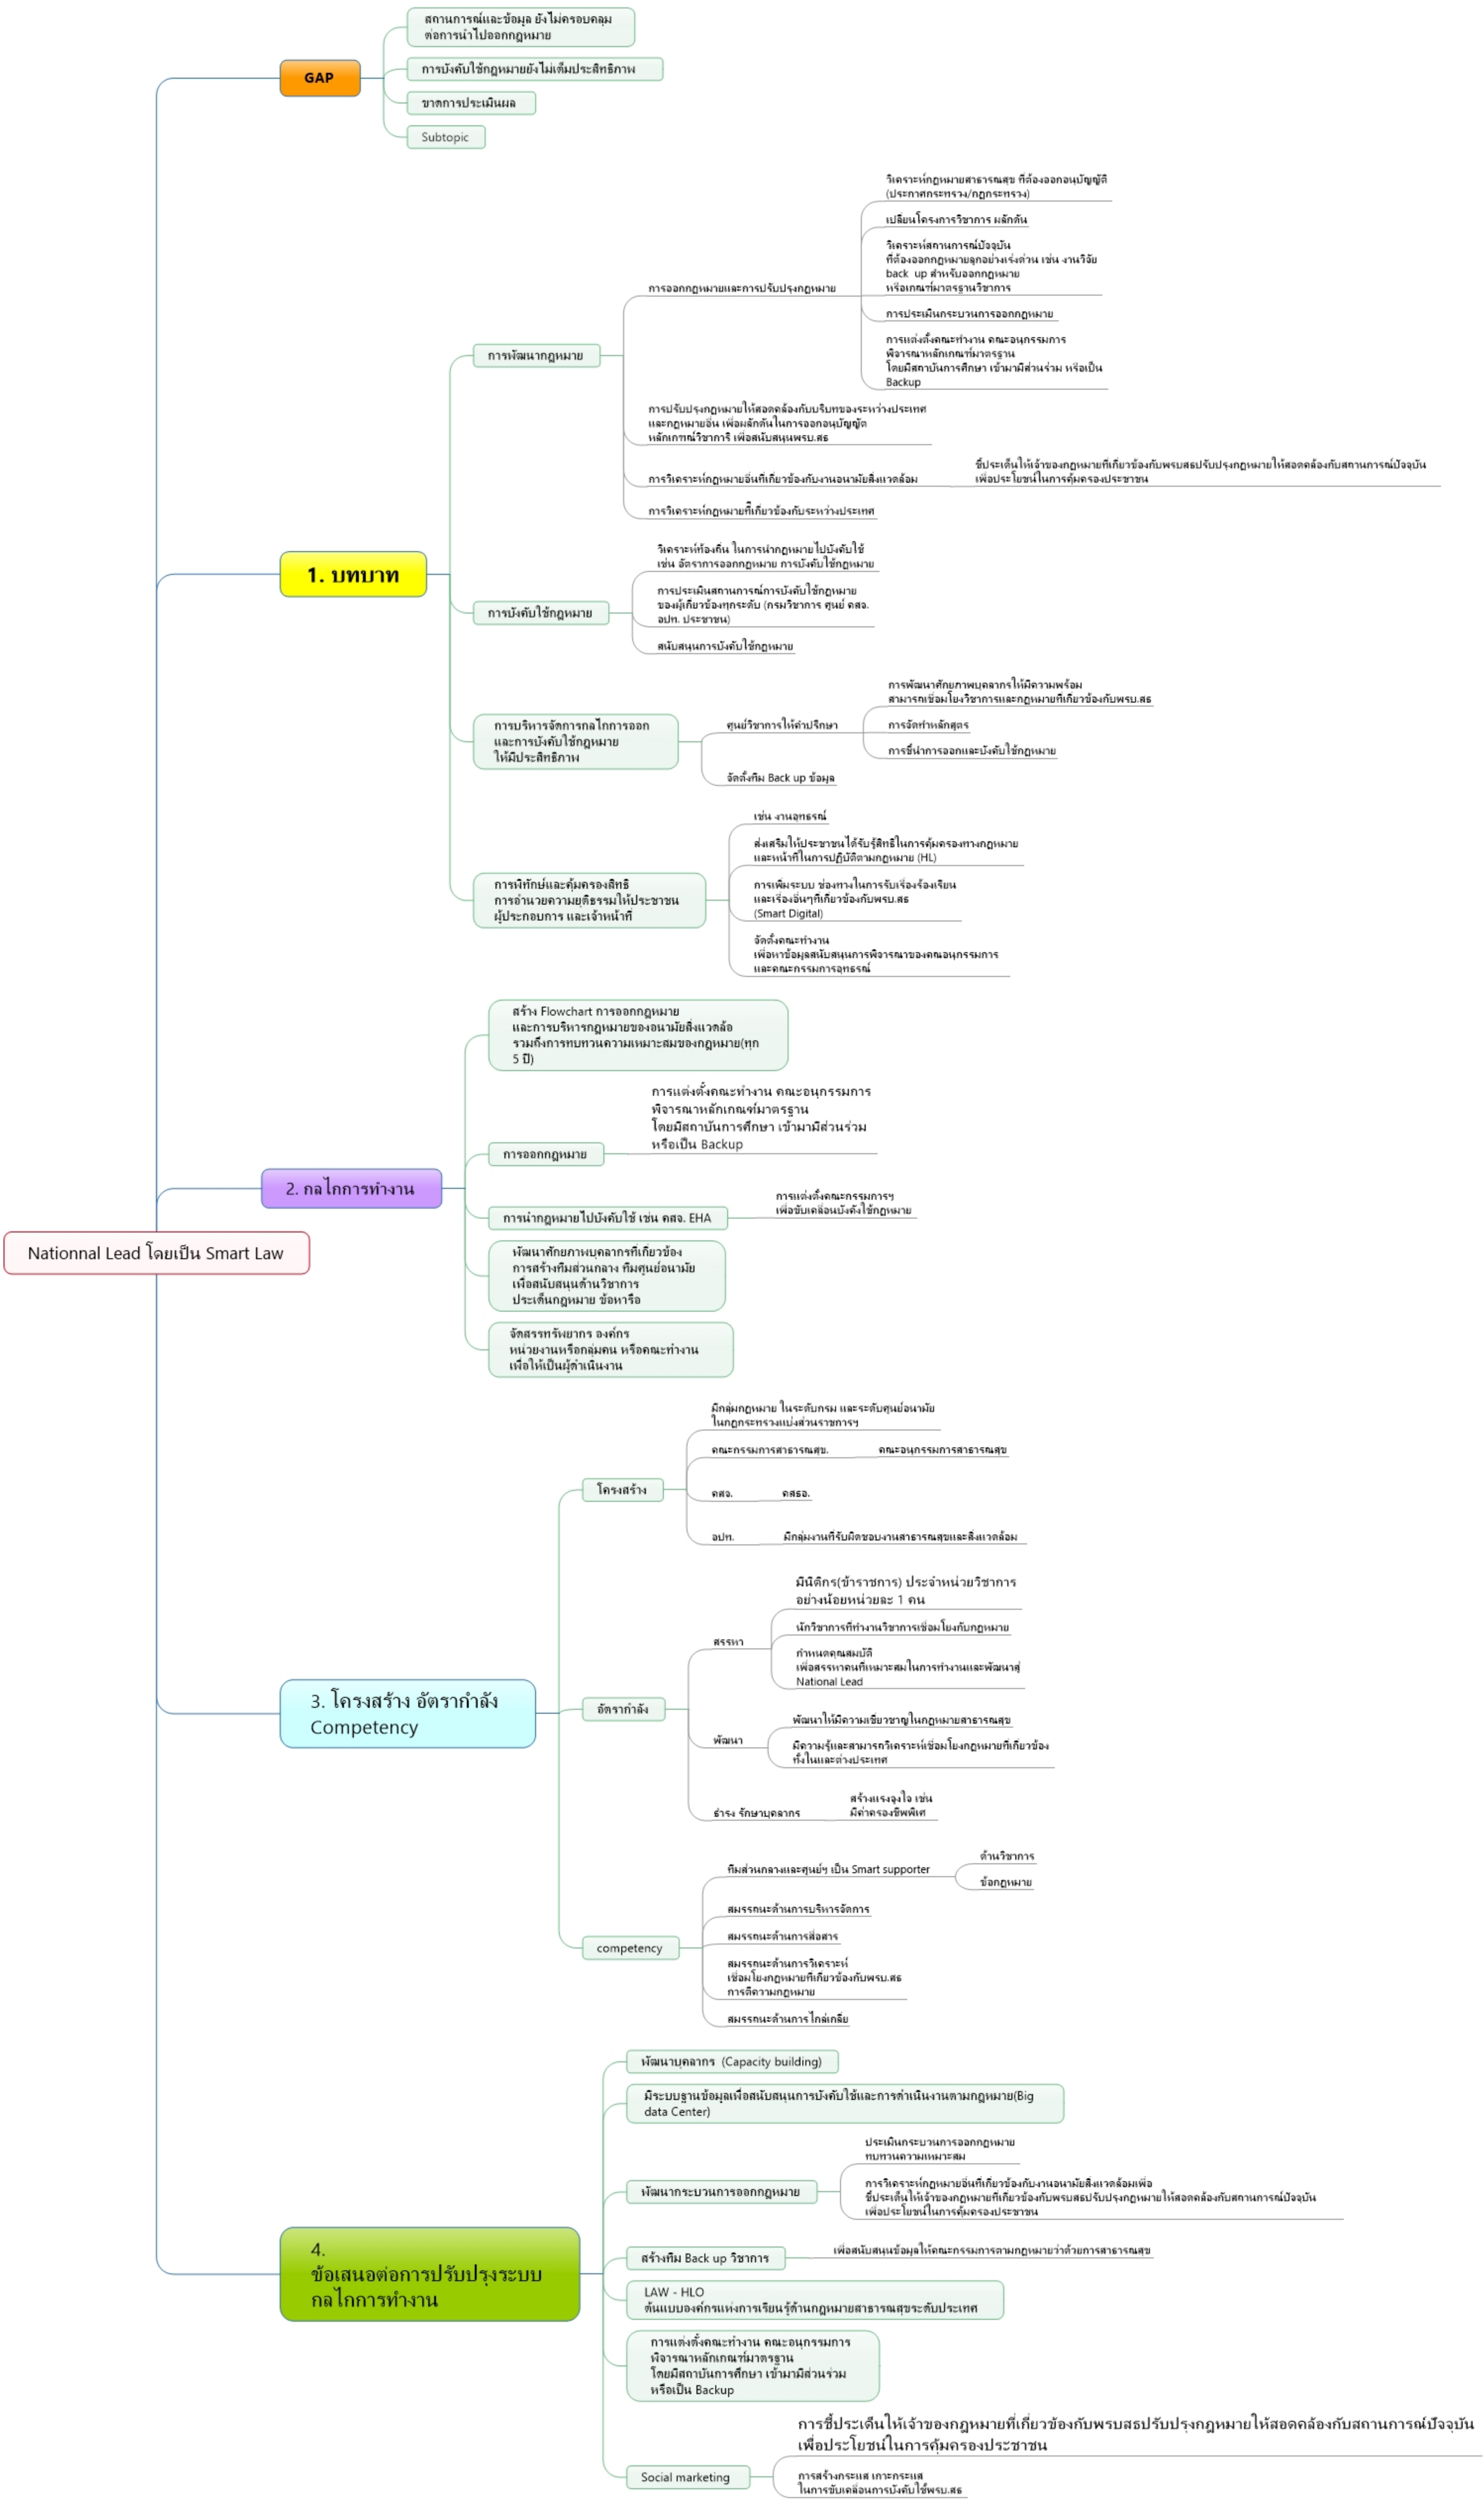 สถานการณ์และข้อมูล ยังไม่ครอบคลุม
ต่อการนำไปออกกฎหมาย
GAP
การบังคับใช้กฎหมายยังไม่เต็มประสิทธิภาพ
ขาดการประเมินผล
Subtopic
วิเคราะห์กฎหมายสาธารณสุข ที่ต้องออกอนุบัญญัติ
(ประกาศกระทรวง/กฎกระทรวง)
เปลี่ยนโครงการวิชาการ ผลักดัน
วิเคราะห์สถานการณ์ปัจจุบัน
ที่ต้องออกกฎหมายลูกอย่างเร่งด่วน เช่น งานวิจัย
back up สำหรับออกกฎหมาย
หรือเกณฑ์มาตรฐานวิชาการ
การออกกฎหมายและการปรับปรุงกฎหมาย
การประเมินกระบวนการออกกฎหมาย
การแต่งตั้งคณะทำงาน คณะอนุกรรมการ
พิจารณาหลักเกณฑ์มาตรฐาน
โดยมีสถาบันการศึกษา เข้ามามีส่วนร่วม หรือเป็น
Backup
การพัฒนากฎหมาย
การปรับปรุงกฎหมายให้สอดคล้องกับบริบทของระหว่างประเทศ
และกฎหมายอื่น เพื่อผลักดันในการออกอนุบัญญัต
หลักเกฑณ์วิชาการิ เพื่อสนับสนุนพรบ.สธ
การวิเคราะห์กฎหมายอื่นที่เกี่ยวข้องกับงานอนามัยสิ่งแวดล้อม
ชี้ประเด็นให้เจ้าของกฎหมายที่เกี่ยวข้องกับพรบสธปรับปรุงกฎหมายให้สอดคล้องกับสถานการณ์ปัจจุบัน
เพื่อประโยชน์ในการคุ้มครองประชาชน
การวิเคราะห์กฎหมายที่เกี่ยวข้องกับระหว่างประเทศ
1. บทบาท
วิเคราะห์ท้องถิ่น ในการนำกฎหมายไปบังคับใช้
เช่น อัตราการออกกฎหมาย การบังคับใช้กฎหมาย
การบังคับใช้กฎหมาย
การประเมินสถานการณ์การบังคับใช้กฎหมาย
ของผู้เกี่ยวข้องทุกระดับ (กรมวิชาการ ศูนย์ คสจ.
อปท. ประชาชน)
สนับสนุนการบังคับใช้กฎหมาย
การบริหารจัดการกลไกการออก
และการบังคับใช้กฎหมาย
ให้มีประสิทธิภาพ
ศูนย์วิชาการให้คำปรึกษา
การพัฒนาศักยภาพบุคลากรให้มีความพร้อม
สามารถเชื่อมโยงวิชาการและกฎหมายที่เกี่ยวข้องกับพรบ.สธ
การจัดทำหลักสูตร
การชี้นำการออกและบังคับใช้กฎหมาย
จัดตั้งทีม Back up ข้อมูล
การพิทักษ์และคุ้มครองสิทธิ
การอำนวยความยุติธรรมให้ประชาชน
ผู้ประกอบการ และเจ้าหน้าที่
เช่น งานอุทธรณ์
ส่งเสริมให้ประชาชนได้รับรู้สิทธิในการคุ้มครองทางกฎหมาย
และหน้าที่ในการปฏิบัติตามกฎหมาย (HL)
การเพิ่มระบบ ช่องทางในการรับเรื่องร้องเรียน
และเรื่องอื่นๆที่เกี่ยวข้องกับพรบ.สธ
(Smart Digital)
จัดตั้งคณะทำงาน
เพื่อหาข้อมูลสนับสนุนการพิจารณาของคณอนุกรรมการ
และคณะกรรมการอุทธรณ์
สร้าง Flowchart การออกกฎหมาย
และการบริหารกฎหมายของอนามัยสิ่งแวดล้อ
รวมถึงการทบทวนความเหมาะสมของกฎหมาย(ทุก
5 ปี)
การแต่งตั้งคณะทำงาน คณะอนุกรรมการ
พิจารณาหลักเกณฑ์มาตรฐาน
โดยมีสถาบันการศึกษา เข้ามามีส่วนร่วม
หรือเป็น Backup
การออกกฎหมาย
2. กลไกการทำงาน
การนำกฎหมายไปบังคับใช้ เช่น คสจ. EHA
การแต่งตั้งคณะกรรมการฯ
เพื่อขับเคลื่อนบังคังใช้กฎหมาย
พัฒนาศักยภาพบุคลากรที่เกี่ยวข้อง
การสร้างทีมส่วนกลาง ทีมศูนย์อนามัย
เพื่อสนับสนุนด้านวิชาการ
ประเด็นกฎหมาย ข้อหารือ
Nationnal Lead โดยเป็น Smart Law
จัดสรรทรัพยากร องค์กร
หน่วยงานหรือกลุ่มคน หรือคณะทำงาน
เพื่อให้เป็นผู้ดำเนินงาน
มีกลุ่มกฎหมาย ในระดับกรม และระดับศูนย์อนามัย
ในกฎกระทรวงแบ่งส่วนราชการฯ
คณะกรรมการสาธารณสุข.
คณะอนุกรรมการสาธารณสุข
โครงสร้าง
คสจ.
คสธอ.
อปท.
มีกลุ่มงานที่รับผิดชอบงานสาธารณสุขและสิ่งแวดล้อม
มีนิติกร(ข้าราชการ) ประจำหน่วยวิชาการ
อย่างน้อยหน่วยละ 1 คน
สรรหา
นักวิชาการที่ทำงานวิชาการเชื่อมโยงกับกฎหมาย
กำหนดคุณสมบัติ
เพื่อสรรหาคนที่เหมาะสมในการทำงานและพัฒนาสู่
National Lead
3. โครงสร้าง อัตรากำลัง
Competency
อัตรากำลัง
พัฒนา
พัฒนาให้มีความเชี่ยวชาญในกฎหมายสาธารณสุข
มีความรู้และสามารถวิเคราะห์เชื่อมโยงกฎหมายที่เกี่ยวข้อง
ทั้งในและต่างประเทศ
ธำรง รักษาบุคลากร
สร้างแรงจูงใจ เช่น
มีค่าครองชีพพิเศ
ทีมส่วนกลางและศูนย์ฯ เป็น Smart supporter
ด้านวิชาการ
ข้อกฎหมาย
สมรรถนะด้านการบริหารจัดการ
สมรรถนะด้านการสื่อสาร
competency
สมรรถนะด้านการวิเคราะห์
เชื่อมโยงกฎหมายที่เกี่ยวข้องกับพรบ.สธ
การตีความกฎหมาย
สมรรถนะด้านการไกล่เกลี่ย
พัฒนาบุคลากร (Capacity building)
มีระบบฐานข้อมูลเพื่อสนับสนุนการบังคับใช้และการดำเนินงานตามกฎหมาย(Big
data Center)
พัฒนากระบวนการออกกฎหมาย
ประเมินกระบวนการออกกฎหมาย
ทบทวนความเหมาะสม
การวิเคราะห์กฎหมายอื่นที่เกี่ยวข้องกับงานอนามัยสิ่งแวดล้อมเพื่อ
ชี้ประเด็นให้เจ้าของกฎหมายที่เกี่ยวข้องกับพรบสธปรับปรุงกฎหมายให้สอดคล้องกับสถานการณ์ปัจจุบัน
เพื่อประโยชน์ในการคุ้มครองประชาชน
4.
ข้อเสนอต่อการปรับปรุงระบบ
กลไกการทำงาน
สร้างทีม Back up วิชาการ
เพื่อสนับสนุนข้อมูลให้คณะกรรมการตามกฎหมายว่าด้วยการสาธารณสุข
LAW - HLO
ต้นแบบองค์กรแห่งการเรียนรู้ด้านกฎหมายสาธารณสุขระดับประเทศ
การแต่งตั้งคณะทำงาน คณะอนุกรรมการ
พิจารณาหลักเกณฑ์มาตรฐาน
โดยมีสถาบันการศึกษา เข้ามามีส่วนร่วม
หรือเป็น Backup
Social marketing
การชี้ประเด็นให้เจ้าของกฎหมายที่เกี่ยวข้องกับพรบสธปรับปรุงกฎหมายให้สอดคล้องกับสถานการณ์ปัจจุบัน
เพื่อประโยชน์ในการคุ้มครองประชาชน
การสร้างกระแส เกาะกระแส
ในการขับเคลื่อนการบังคับใช้พรบ.สธ